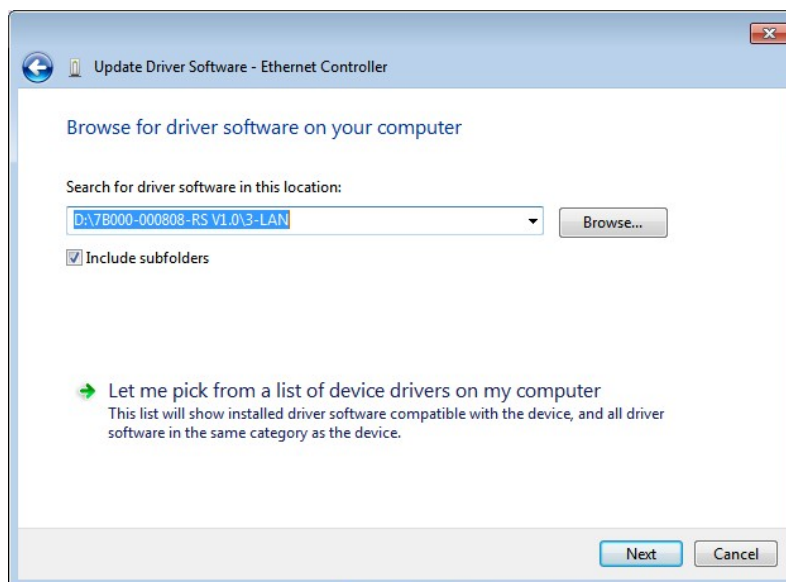 Update Driver Software - Ethernet Controller
Browse for driver software on your computer
Search for driver software in this location:
D:\7B000-000808-RS V1.0\3-LAN
Browse...
Include subfolders
Let me pick from a list of device drivers on my computer
This list will show installed driver software compatible with the device, and all driver
software in the same category as the device.
Next
Cancel